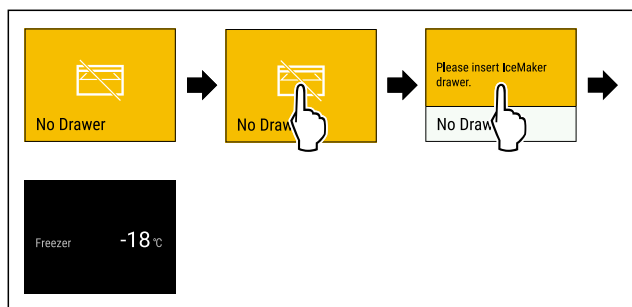 No Drawer
No Draw
Please insert IceMaker
drawer.
No Draw
Freezer -18 °C